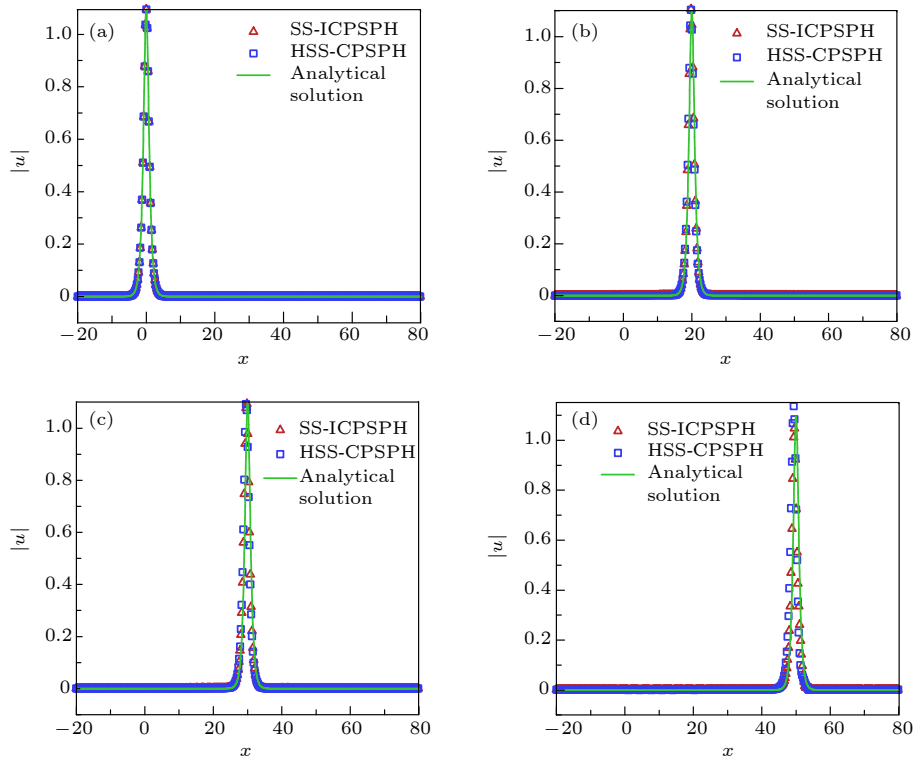 (a)
SS-ICPSPH
HSS-CPSPH
Analytical
solution
1.0
0.8
0.6
0.4
0.2
0
|u|
−20 0 20 40 60 80
x
(b)
SS-ICPSPH
HSS-CPSPH
Analytical
solution
1.0
0.8
0.6
0.4
0.2
0
|u|
−20 0 20 40 60 80
x
(c)
SS-ICPSPH
HSS-CPSPH
Analytical
solution
1.0
0.8
0.6
0.4
0.2
0
|u|
−20 0 20 40 60 80
x
(d)
SS-ICPSPH
HSS-CPSPH
Analytical
solution
1.0
0.8
0.6
0.4
0.2
0
|u|
−20 0 20 40 60 80
x